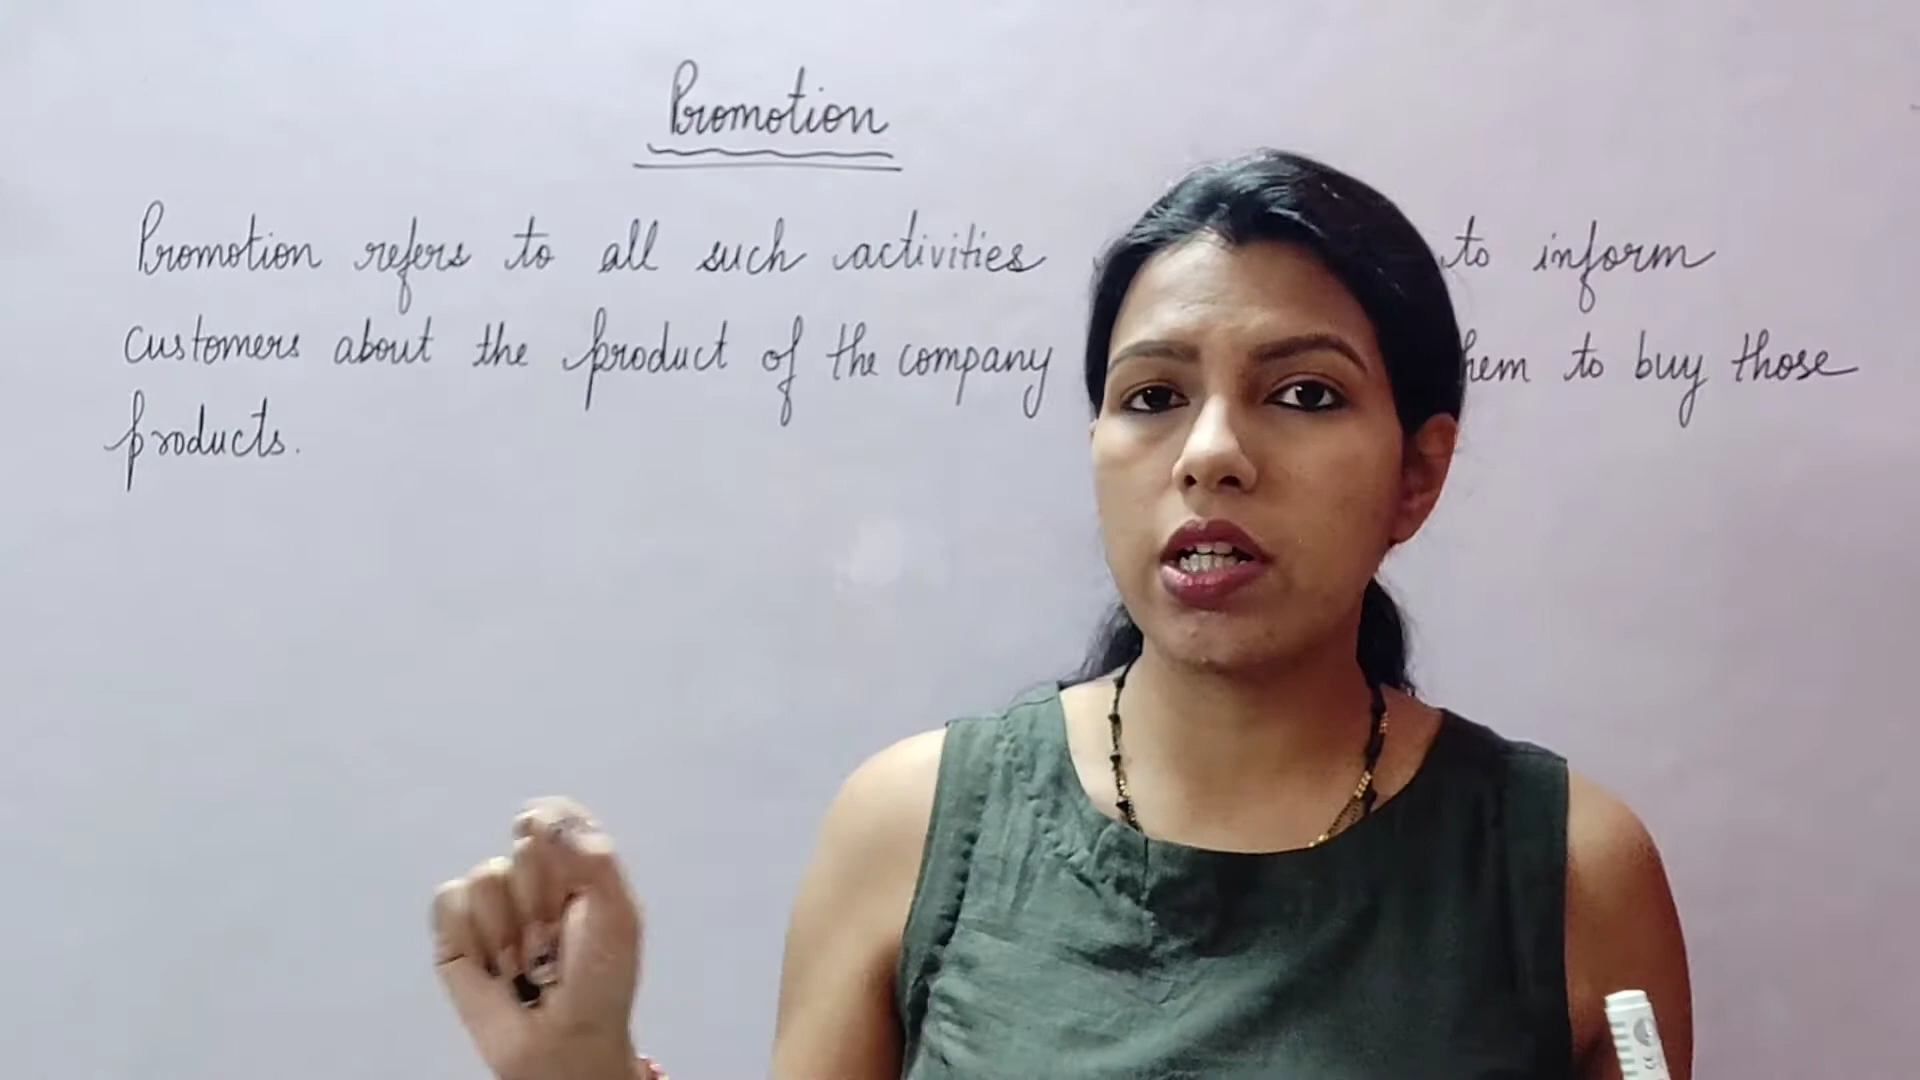 Promotion
Promotion refers to all such activities to inform
customers about the product of the company to buy those
products.